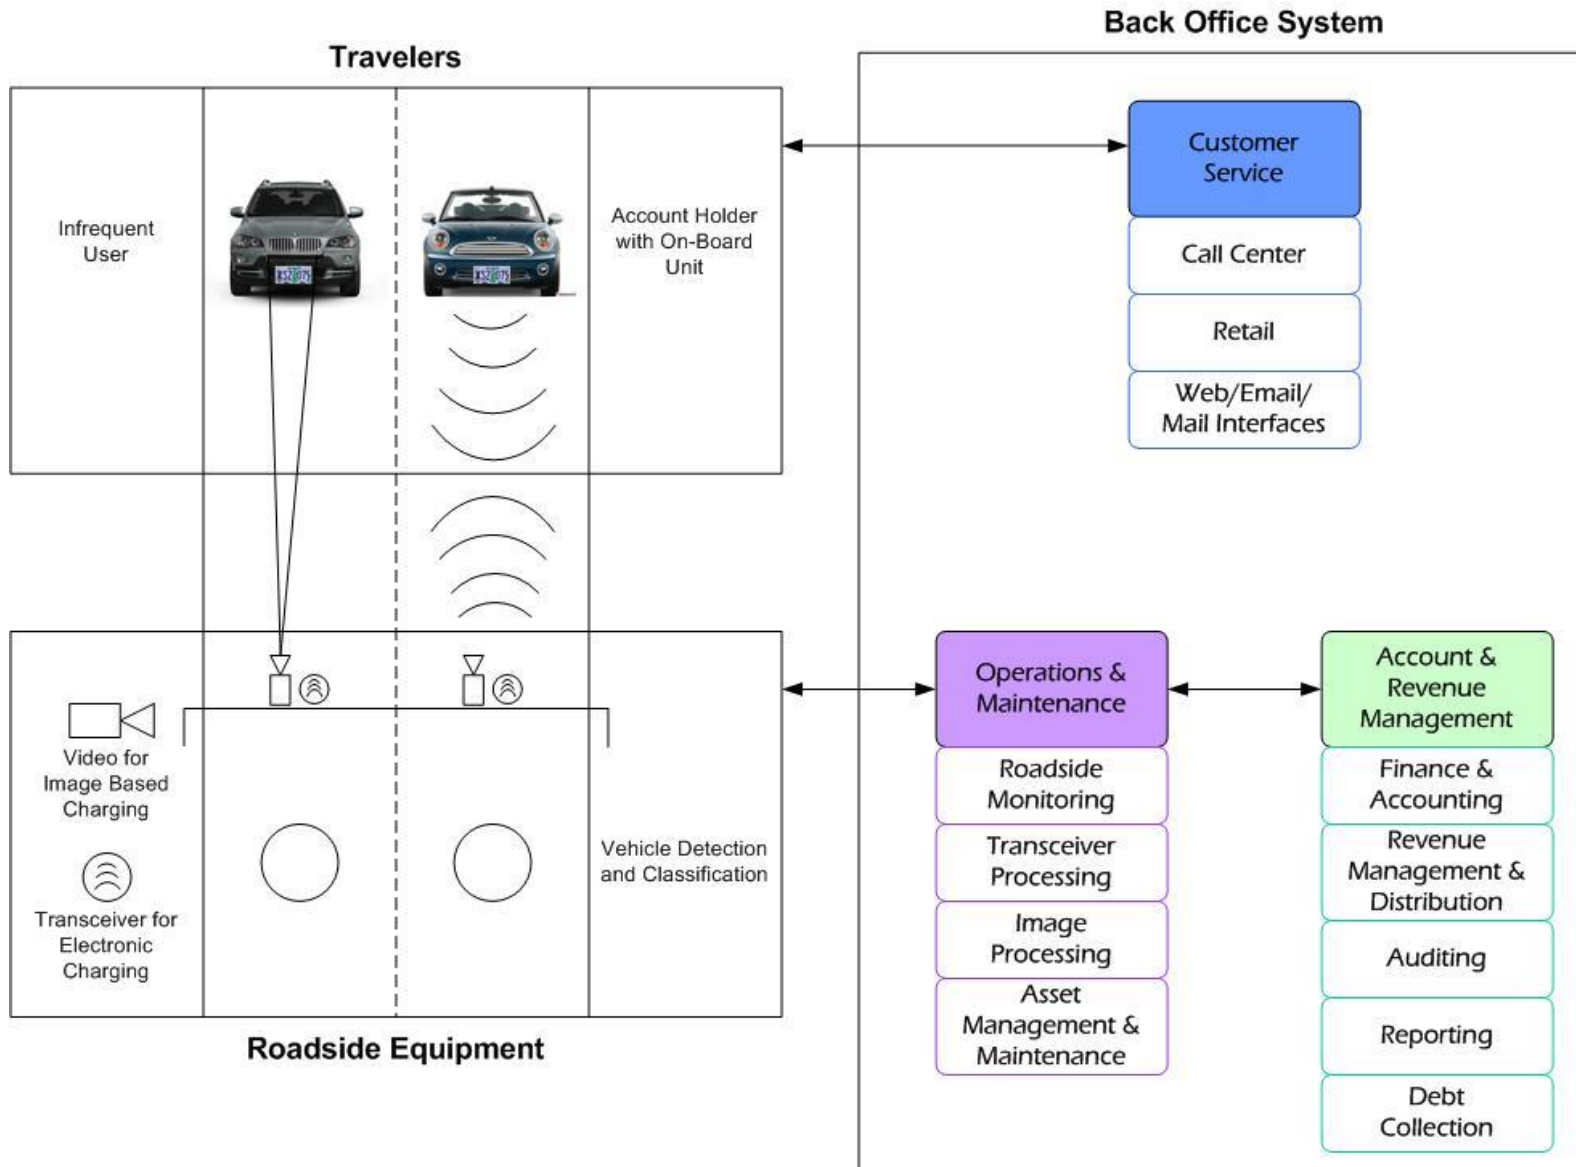 Back Office System
Travelers
Infrequent
User
Account Holder
with On-Board
Unit
Customer
Service
Call Center
Retail
Web/Email/
Mail Interfaces
Video for
Image Based
Charging
Transceiver for
Electronic
Charging
Vehicle Detection
and Classification
Roadside Equipment
Operations &
Maintenance
Roadside
Monitoring
Transceiver
Processing
Image
Processing
Asset
Management &
Maintenance
Account &
Revenue
Management
Finance &
Accounting
Revenue
Management &
Distribution
Auditing
Reporting
Debt
Collection